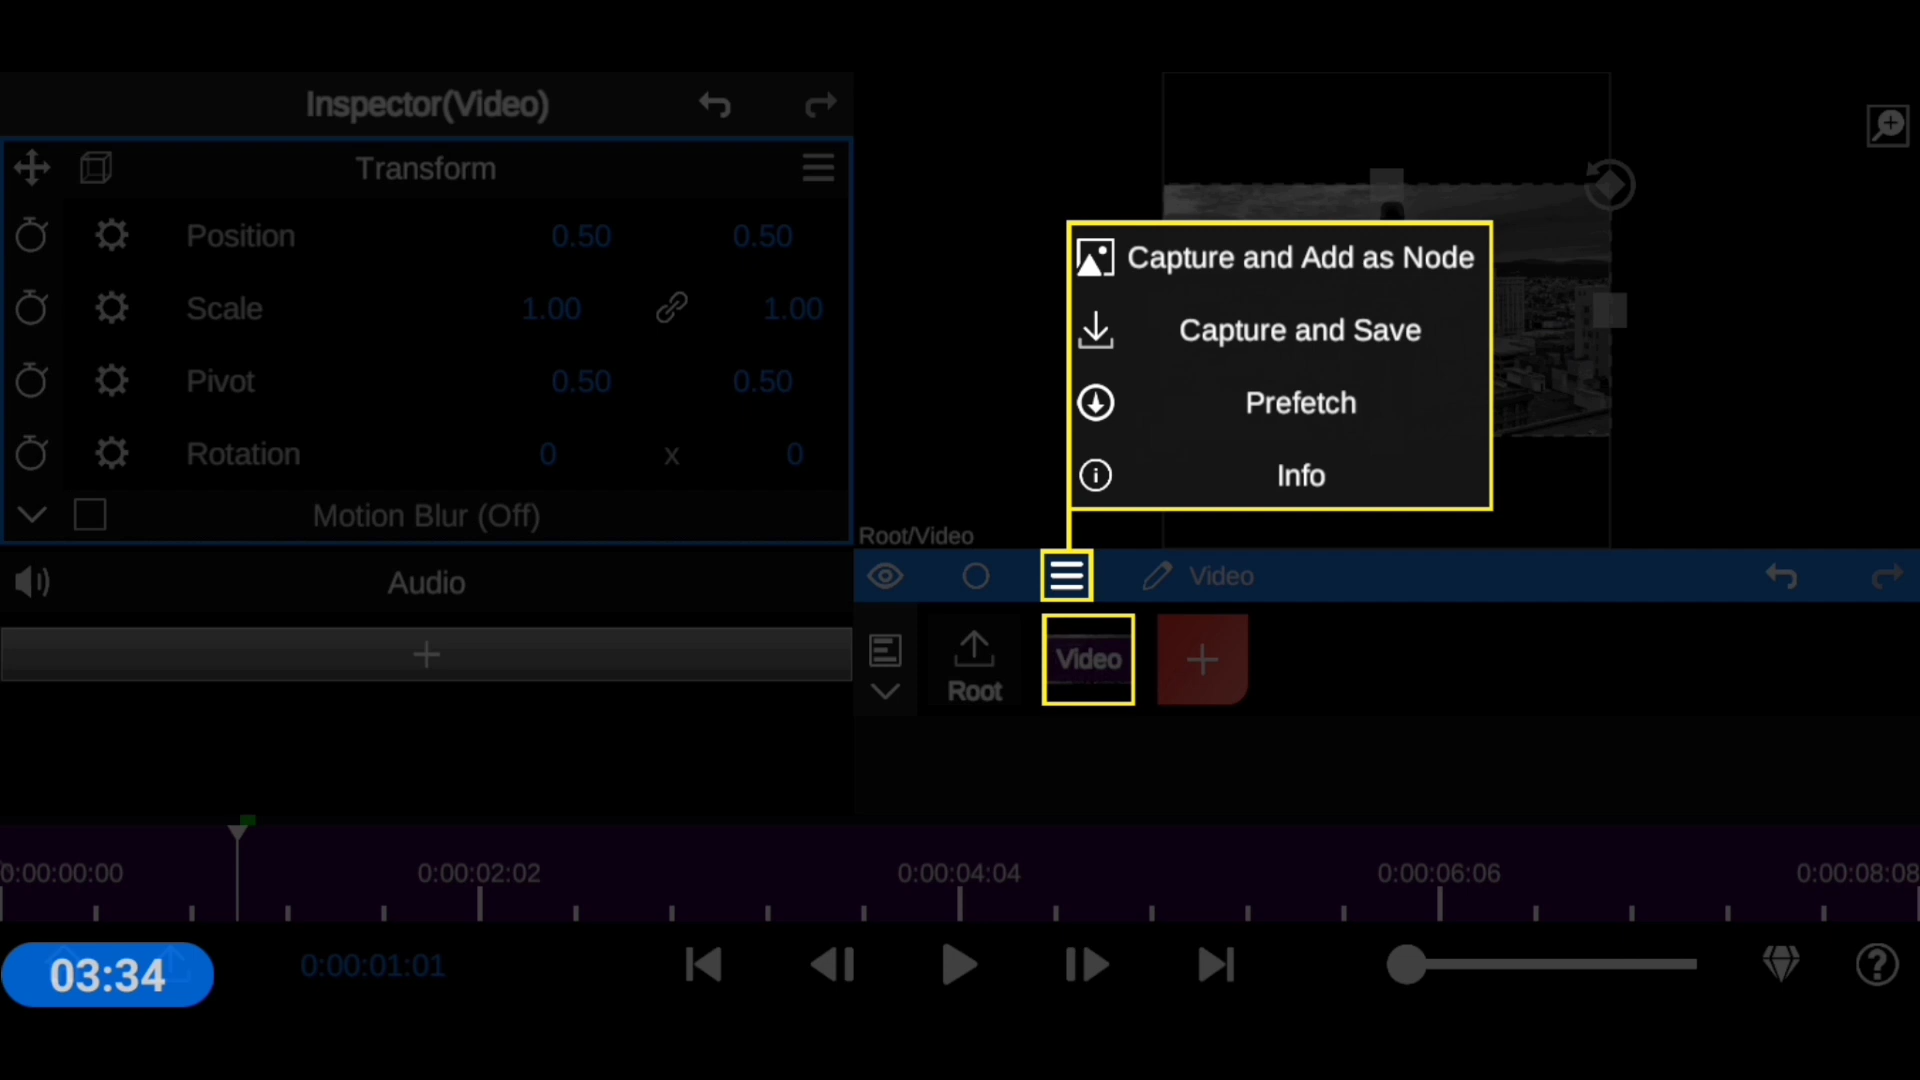 Inspector(Video)
Transform
Position 0.50 0.50
Scale 1.00 1.00
Pivot 0.50 0.50
Rotation 0 x 0
Motion Blur (Off)
Audio
Capture and Add as Node
Capture and Save
Prefetch
Info
Root/Video
Video
Root
Video
0:00:00:00 0:00:02:02 0:00:04:04 0:00:06:06 0:00:08:08
03:34
0:00:01:01